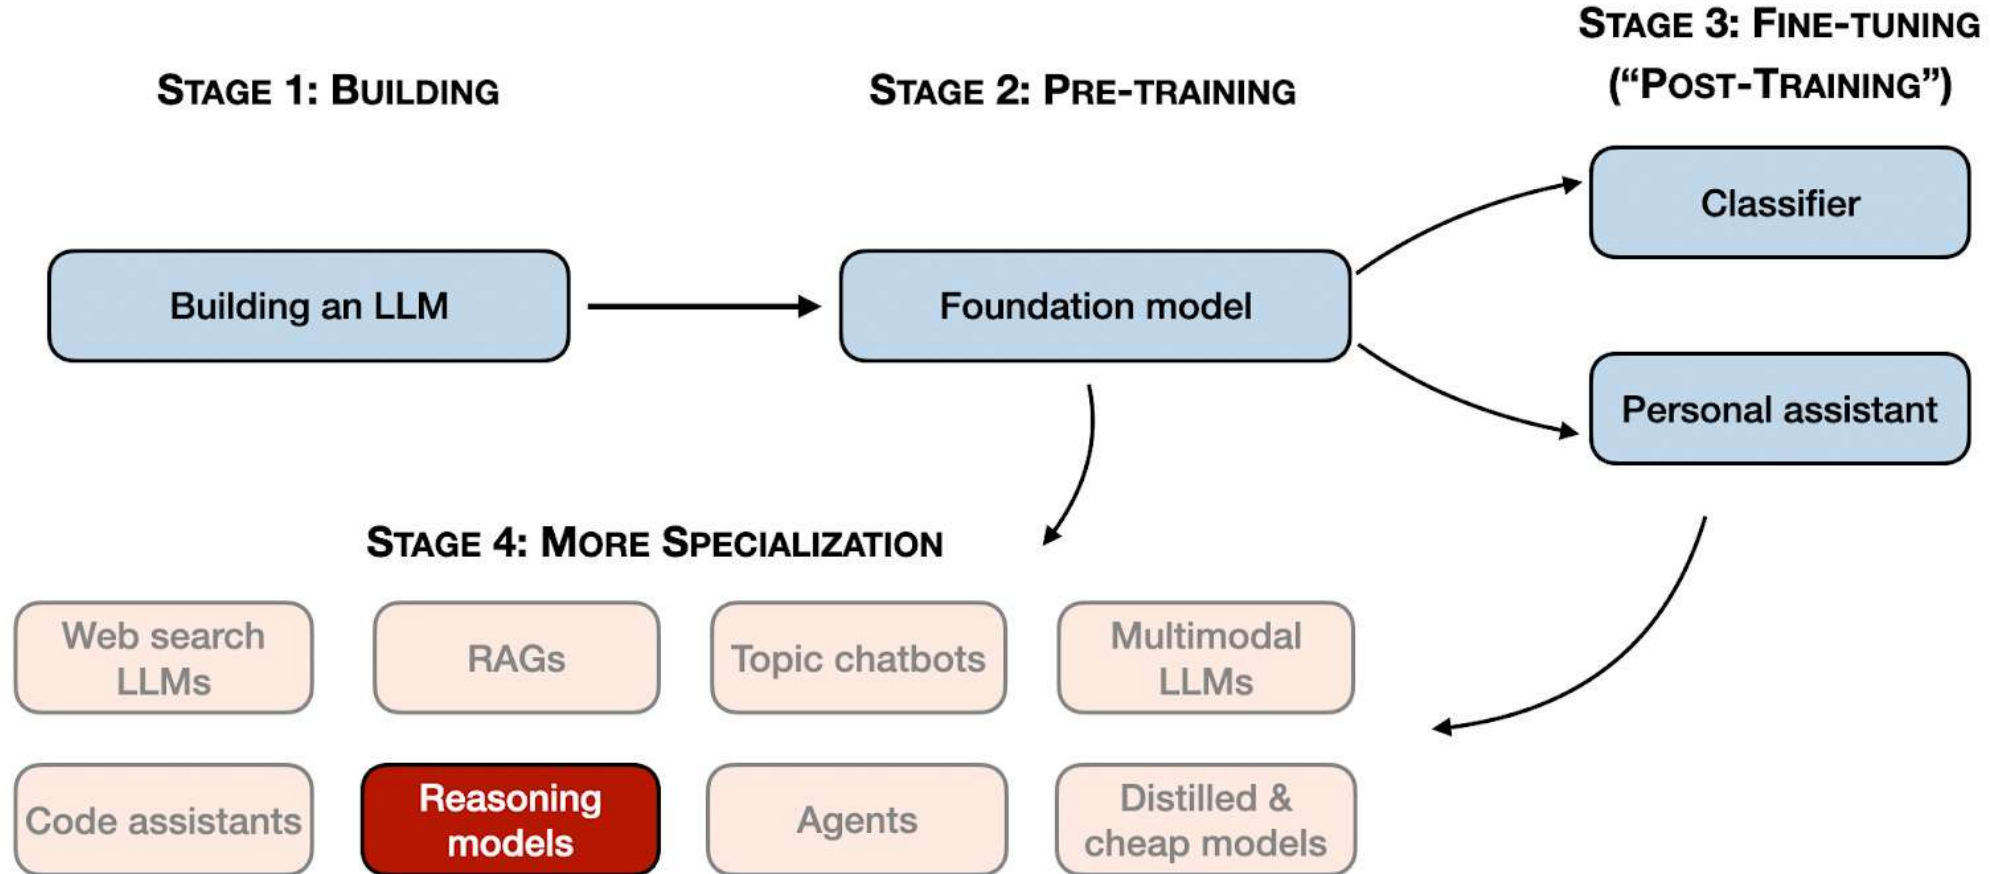 STAGE 1: BUILDING
STAGE 2: PRE-TRAINING
STAGE 3: FINE-TUNING
(“POST-TRAINING”)
Building an LLM
Foundation model
Classifier
Personal assistant
STAGE 4: MORE SPECIALIZATION
Web search
LLMs
RAGs
Topic chatbots
Multimodal
LLMs
Code assistants
Reasoning
models
Agents
Distilled &
cheap models